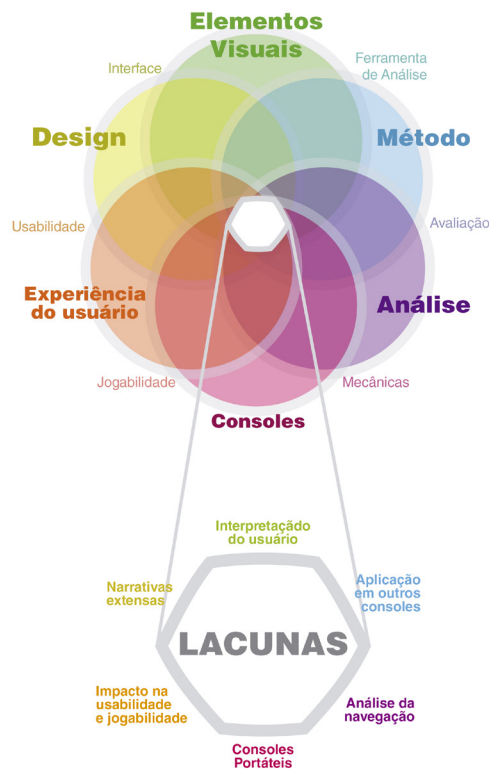 Elementos
Visuais
Interface
Ferramenta
de Análise
Design
Método
Usabilidade
Avaliação
Experiência
do usuário
Análise
Jogabilidade
Mecânicas
Consoles
Interpretaçãdo
do usuário
Narrativas
extensas
Aplicação
em outros
consoles
LACUNAS
Impacto na
usabilidade
e jogabilidade
Análise da
navegação
Consoles
Portáteis